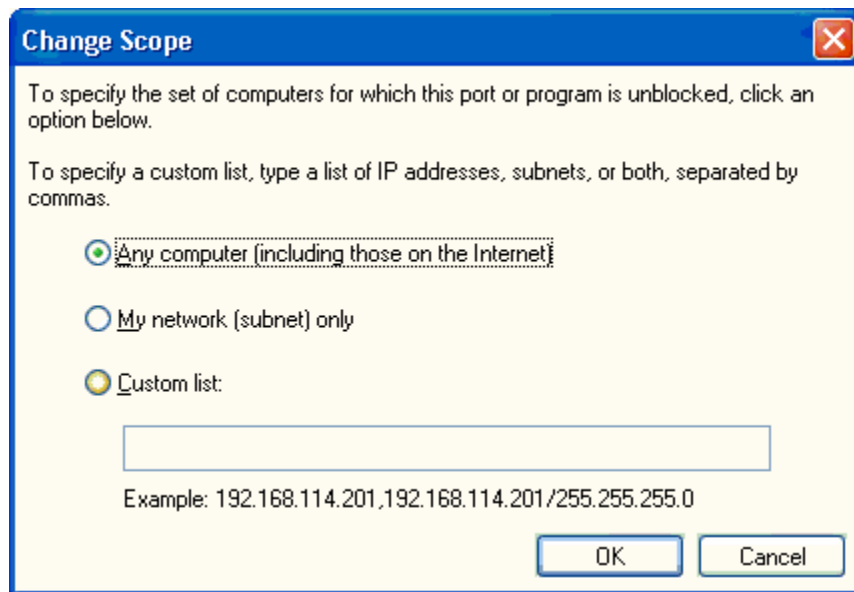 Change Scope
To specify the set of computers for which this port or program is unblocked, click an
option below.
To specify a custom list, type a list of IP addresses, subnets, or both, separated by
commas.
Any computer (including those on the Internet)
My network (subnet) only
Custom list:
Example: 192.168.114.201,192.168.114.201/255.255.255.0
OK Cancel